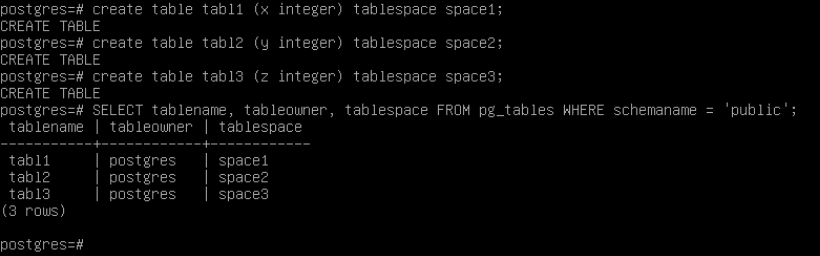 postgres=# create table tabl1 (x integer) tablespace space1;
CREATE TABLE
postgres=# create table tabl2 (y integer) tablespace space2;
CREATE TABLE
postgres=# create table tabl3 (z integer) tablespace space3;
CREATE TABLE
postgres=# SELECT tablename, tableowner, tablespace FROM pg_tables WHERE schemaname = 'public';
 tablename | tableowner | tablespace
-----------+------------+------------
 tabl1     | postgres   | space1
 tabl2     | postgres   | space2
 tabl3     | postgres   | space3
(3 rows)
postgres=#